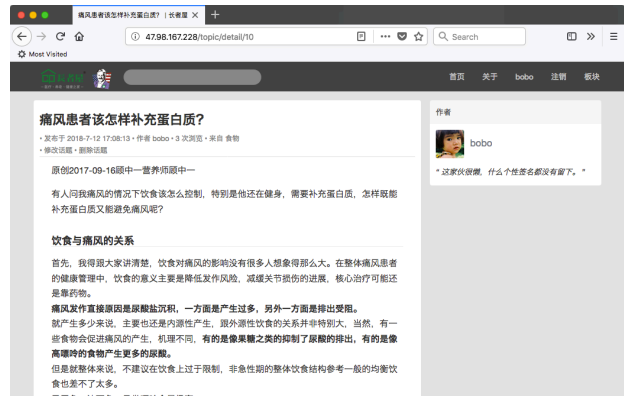 痛风患者该怎样补充蛋白质? | 长者屋
47.98.167.228/topic/detail/10
Search
Most Visited
首页 关于 bobo 注销 板块
痛风患者该怎样补充蛋白质?
• 发布于 2018-7-12 17:08:13 • 作者 bobo • 3 次浏览 • 来自 食物
• 修改话题 • 删除话题
原创2017-09-16顾中一营养师顾中一
有人问我痛风的情况下饮食该怎么控制，特别是他还在健身，需要补充蛋白质，怎样既能
补充蛋白质又能避免痛风呢?
饮食与痛风的关系
首先，我得跟大家讲清楚，饮食对痛风的影响没有很多人想象得那么大。在整体痛风患者
的健康管理中，饮食的意义主要是降低发作风险，减缓关节损伤的进展，核心治疗可能还
是靠药物。
痛风发作直接原因是尿酸盐沉积，一方面是产生过多，另外一方面是排出受阻。
就产生多少来说，主要也还是内源性产生，跟外源性饮食的关系并非特别大，当然，有一
些食物会促进痛风的产生，机理不同，有的是像果糖之类的抑制了尿酸的排出，有的是像
高嘌呤的食物产生更多的尿酸。
但是就整体来说，不建议在饮食上过于限制，非急性期的整体饮食结构参考一般的均衡饮
食也差不了太多。
作者
bobo
“ 这家伙很懒，什么个性签名都没有留下。 ”